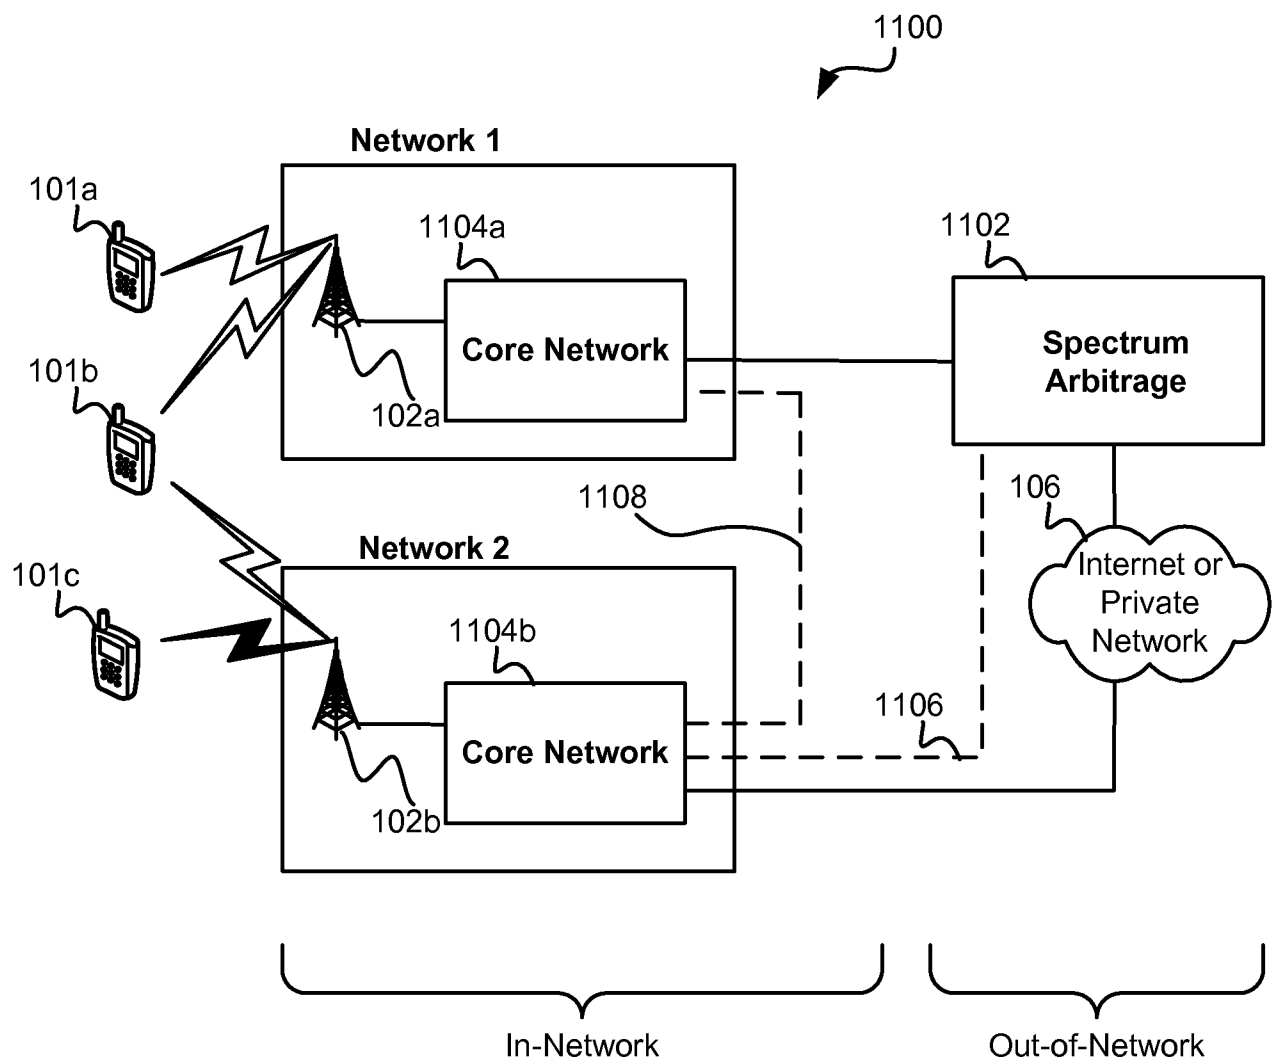 1100
Network 1
101a
1104a
1102
Core Network
Spectrum
Arbitrage
101b
102a
1108
106
Network 2
Internet or
Private
Network
101c
1104b
1106
Core Network
102b
In-Network
Out-of-Network